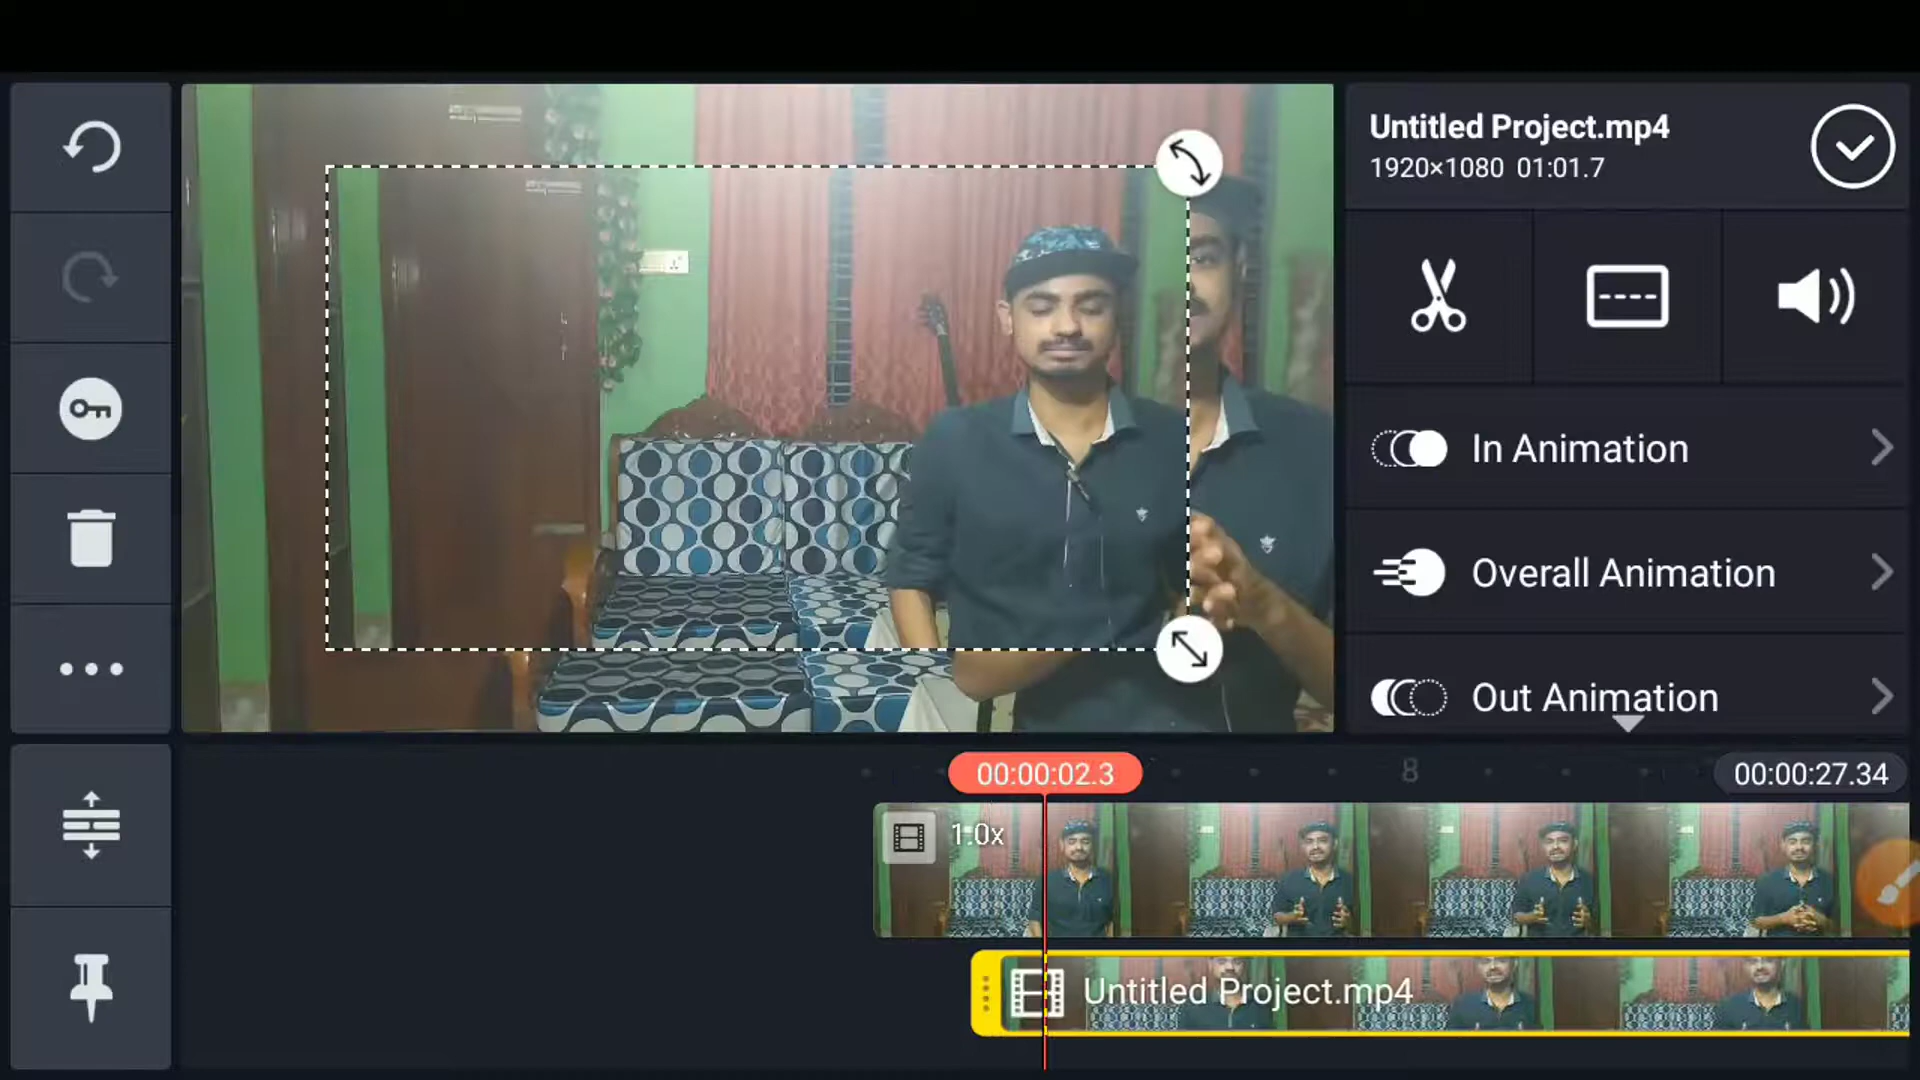 Untitled Project.mp4
1920×1080 01:01.7
In Animation
Overall Animation
Out Animation
00:00:02.3
8
00:00:27.34
1.0x
Untitled Project.mp4